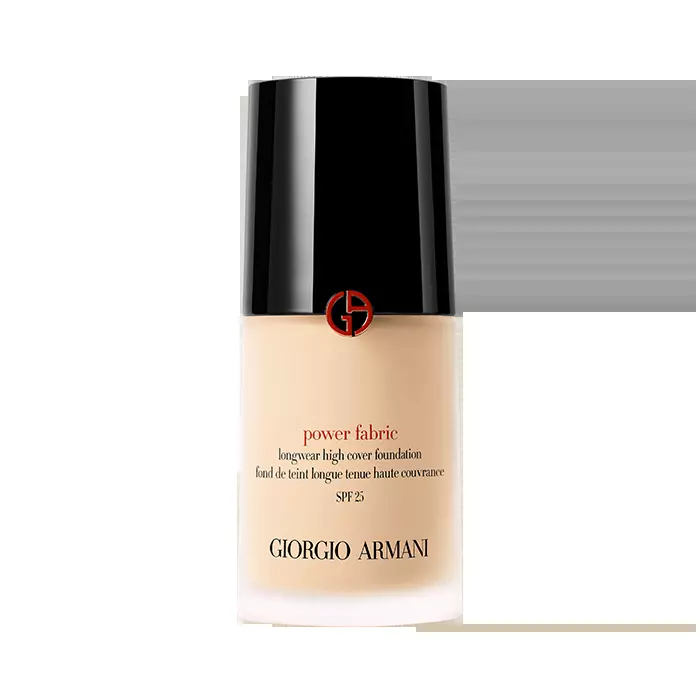 power fabric
longwear high cover foundation
fond de teint longue tenue haute couvrance
SPF 25
GIORGIO ARMANI